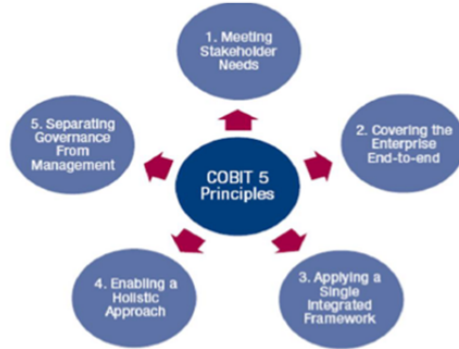 1. Meeting
Stakeholder
Needs
5. Separating
Governance
From
Management
2. Covering the
Enterprise
End-to-end
COBIT 5
Principles
4. Enabling a
Holistic
Approach
3. Applying a
Single
Integrated
Framework